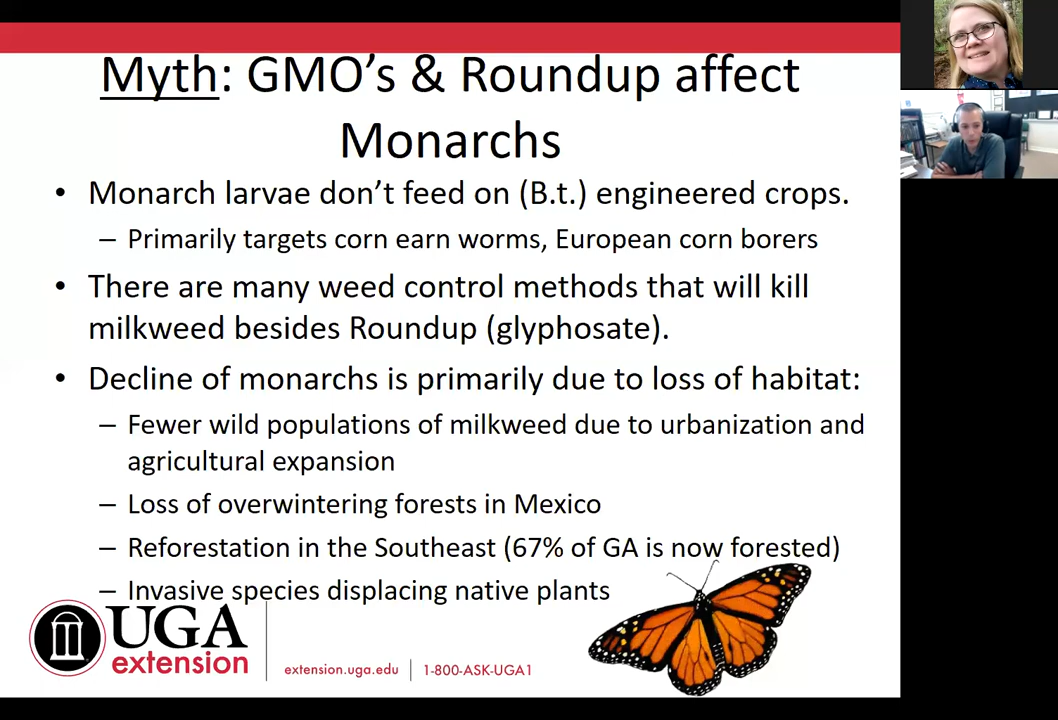 Myth: GMO's & Roundup affect
Monarchs
• Monarch larvae don't feed on (B.t.) engineered crops.
– Primarily targets corn earn worms, European corn borers
• There are many weed control methods that will kill
milkweed besides Roundup (glyphosate).
• Decline of monarchs is primarily due to loss of habitat:
– Fewer wild populations of milkweed due to urbanization and
agricultural expansion
– Loss of overwintering forests in Mexico
– Reforestation in the Southeast (67% of GA is now forested)
– Invasive species displacing native plants
UGA
extension
extension.uga.edu | 1-800-ASK-UGA1